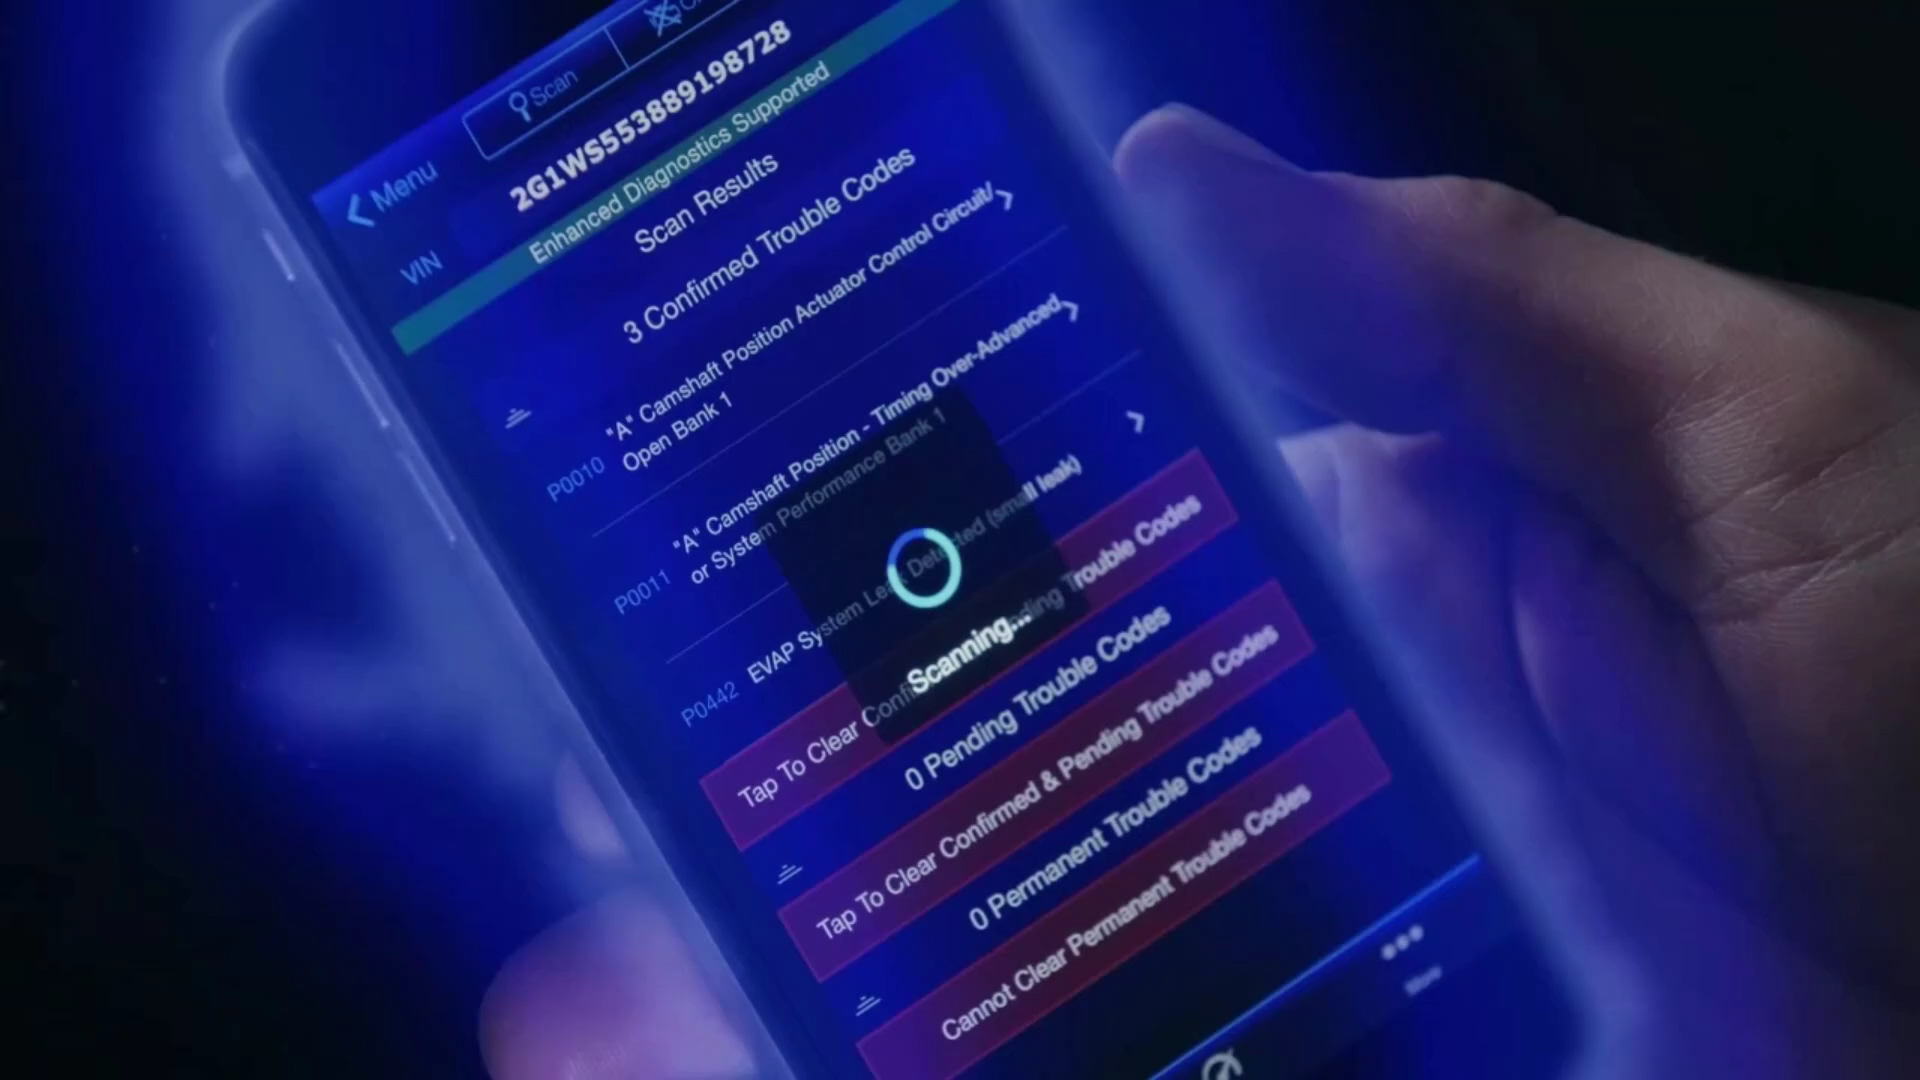 Scan
Menu
VIN
2G1WS553889198728
Enhanced Diagnostics Supported
Scan Results
3 Confirmed Trouble Codes
P0010
"A" Camshaft Position Actuator Control Circuit/
Open Bank 1
P0011
"A" Camshaft Position - Timing Over-Advanced
or System Performance Bank 1
P0442
EVAP System Leak Detected (small leak)
Scanning...
Tap To Clear Trouble Codes
0 Pending Trouble Codes
Tap To Clear Confirmed & Pending Trouble Codes
0 Permanent Trouble Codes
Cannot Clear Permanent Trouble Codes
More